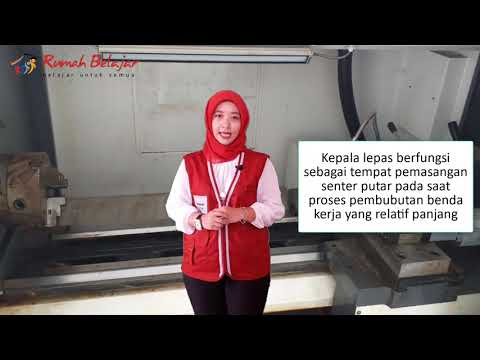 Rumah Belajar
belajar untuk semua
Kepala lepas berfungsi
sebagai tempat pemasangan
senter putar pada saat
proses pembubutan benda
kerja yang relatif panjang